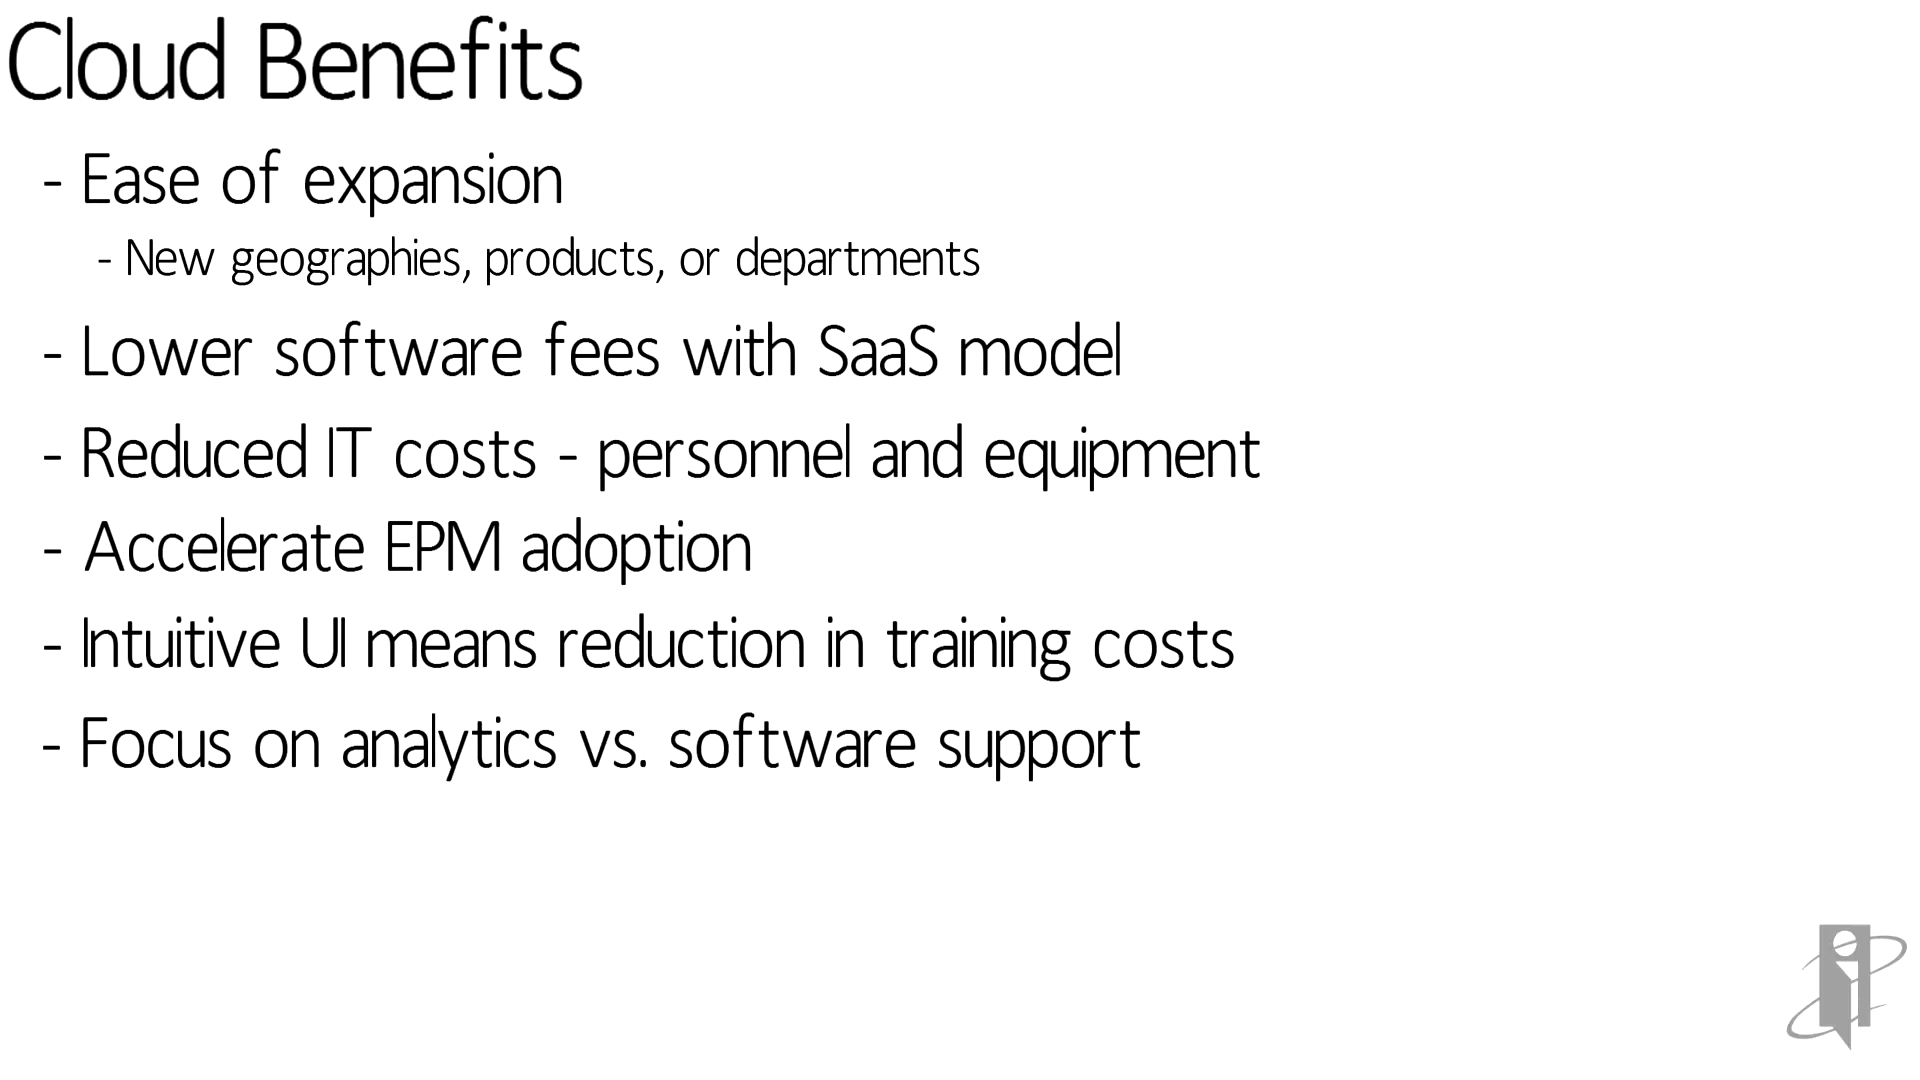 Cloud Benefits
- Ease of expansion
- New geographies, products, or departments
- Lower software fees with SaaS model
- Reduced IT costs - personnel and equipment
- Accelerate EPM adoption
- Intuitive UI means reduction in training costs
- Focus on analytics vs. software support